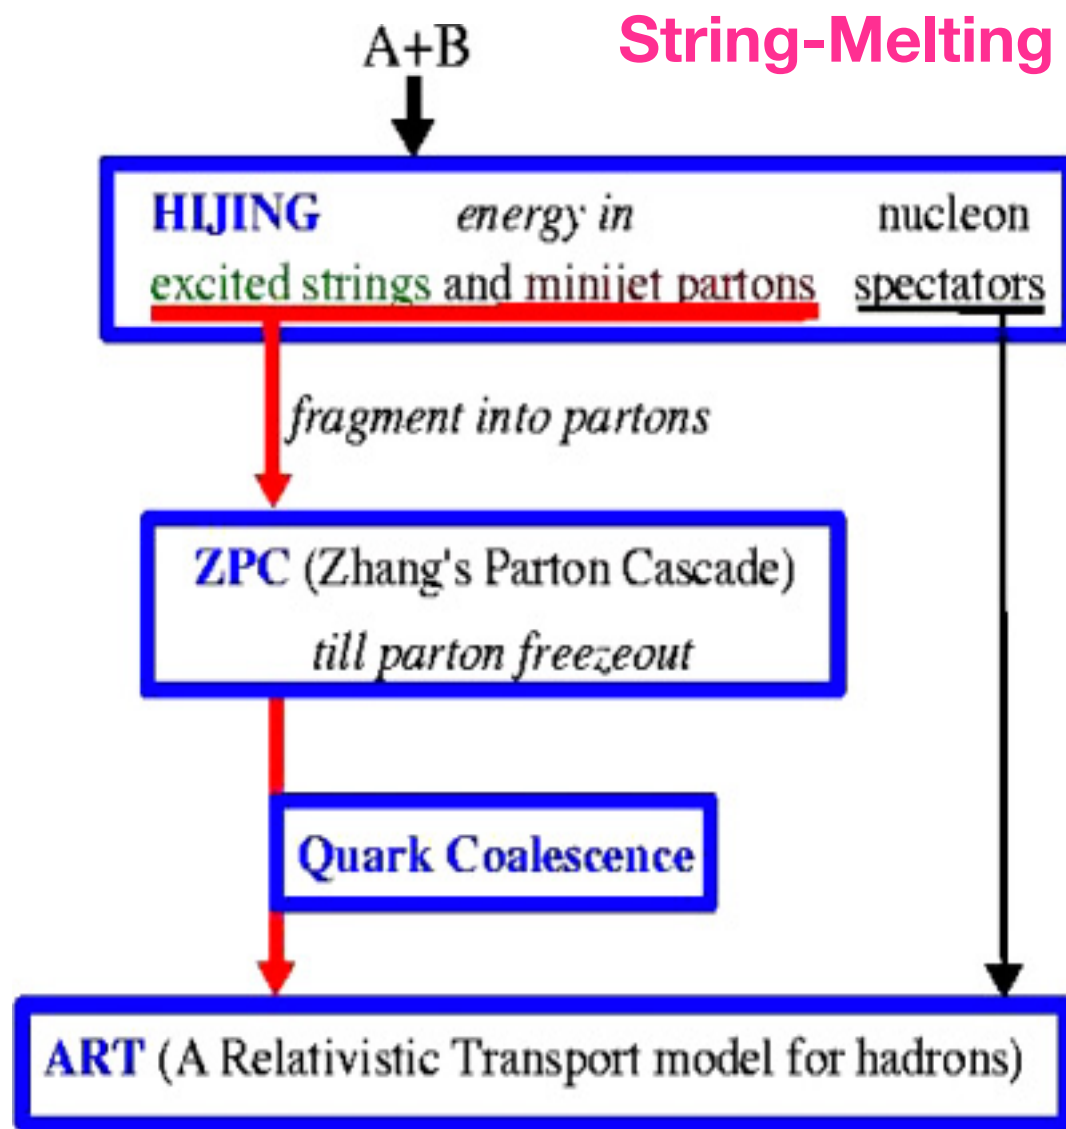 String-Melting
A+B
HIJING energy in nucleon
excited strings and minijet partons spectators
fragment into partons
ZPC (Zhang's Parton Cascade)
till parton freezeout
Quark Coalescence
ART (A Relativistic Transport model for hadrons)